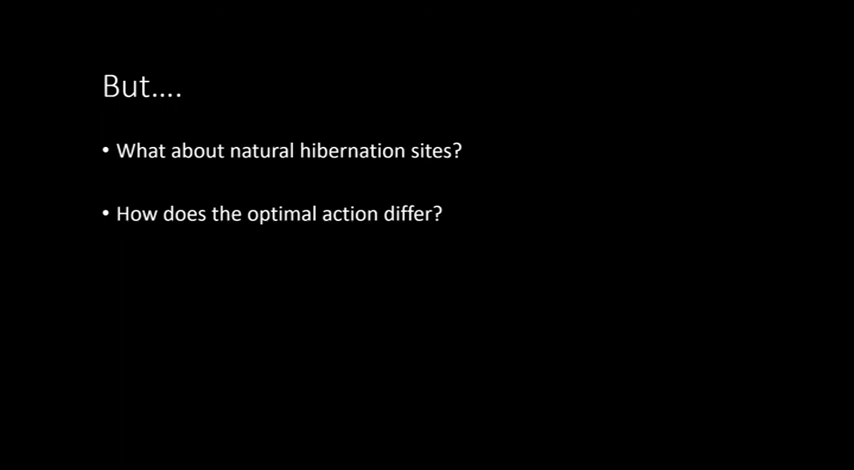 But….
• What about natural hibernation sites?
• How does the optimal action differ?